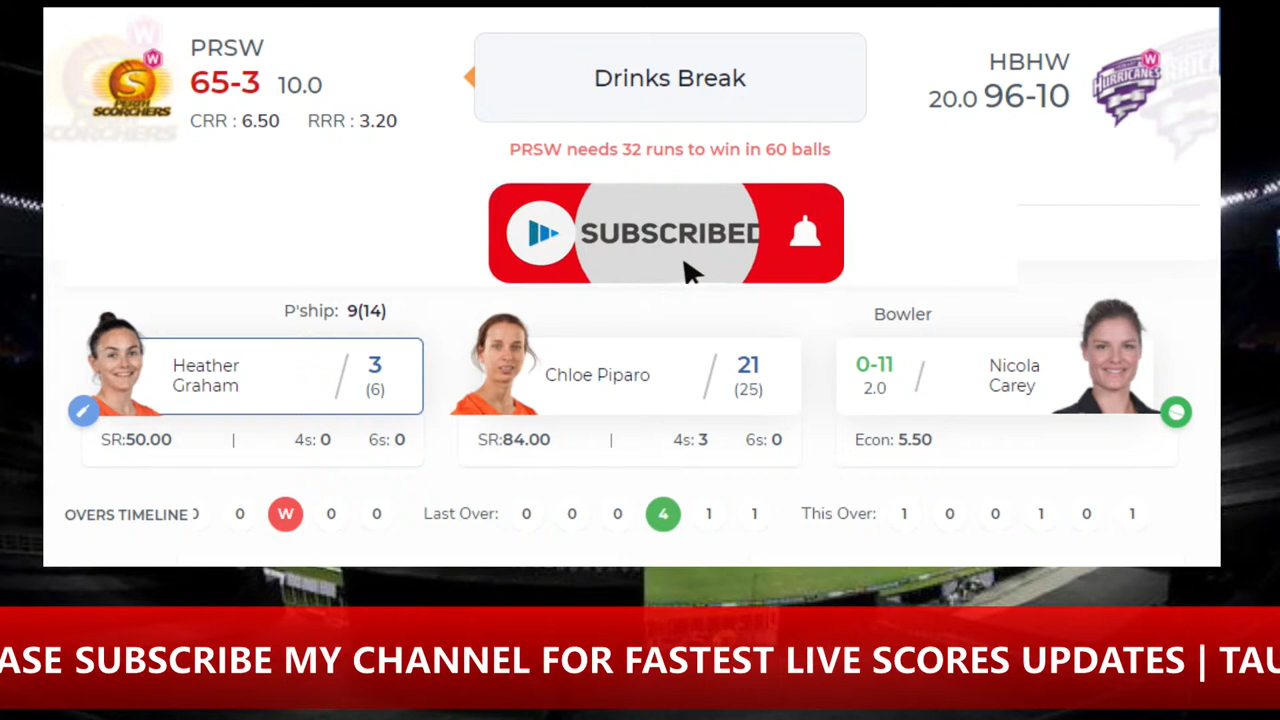 PRSW
65-3 10.0
CRR : 6.50 RRR : 3.20
W
PERTH
SCORCHERS
Drinks Break
PRSW needs 32 runs to win in 60 balls
HBHW
20.0 96-10
W
HURRICANES
SUBSCRIBED
P'ship: 9(14)
Heather
Graham
3
(6)
SR:50.00 | 4s: 0 6s: 0
Chloe Piparo
21
(25)
SR:84.00 | 4s: 3 6s: 0
Bowler
0-11
2.0
Nicola
Carey
Econ: 5.50
OVERS TIMELINE 0 W 0 0 Last Over: 0 0 0 4 1 1 This Over: 1 0 0 1 0 1
ASE SUBSCRIBE MY CHANNEL FOR FASTEST LIVE SCORES UPDATES | TAU